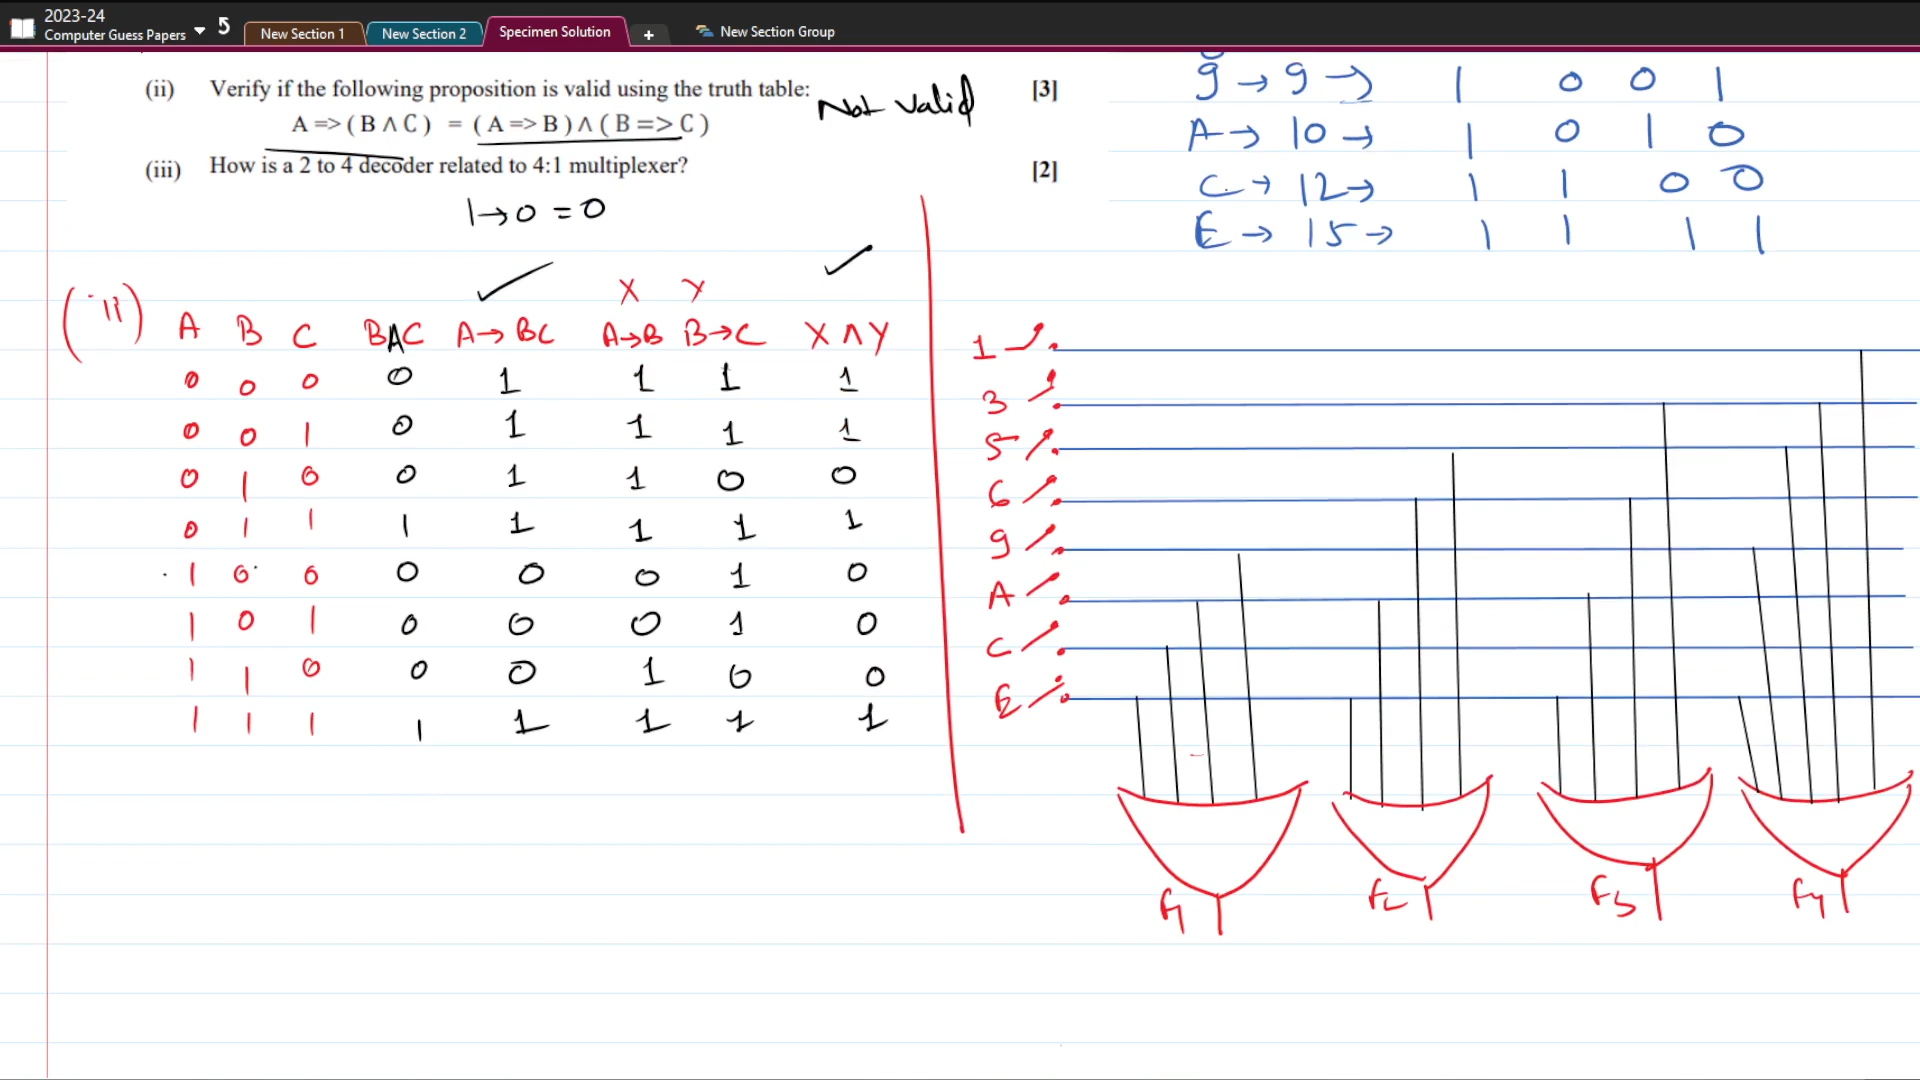 2023-24
Computer Guess Papers
New Section 1
New Section 2
Specimen Solution
+
New Section Group
(ii) Verify if the following proposition is valid using the truth table: [3]
A => ( B ∧ C ) = ( A => B ) ∧ ( B => C )
Not valid
(iii) How is a 2 to 4 decoder related to 4:1 multiplexer? [2]
1→0 = 0
9 → 9 → 1 0 0 1
A → 10 → 1 0 1 0
C → 12 → 1 1 0 0
E → 15 → 1 1 1 1
X Y
(ii) A B C B∧C A→BC A→B B→C X∧Y
0 0 0 0 1 1 1 1
0 0 1 0 1 1 1 1
0 1 0 0 1 1 0 0
0 1 1 1 1 1 1 1
1 0 0 0 0 0 1 0
1 0 1 0 0 0 1 0
1 1 0 0 0 1 0 0
1 1 1 1 1 1 1 1
1
3
5
6
9
A
C
E
F1 F2 F3 F4